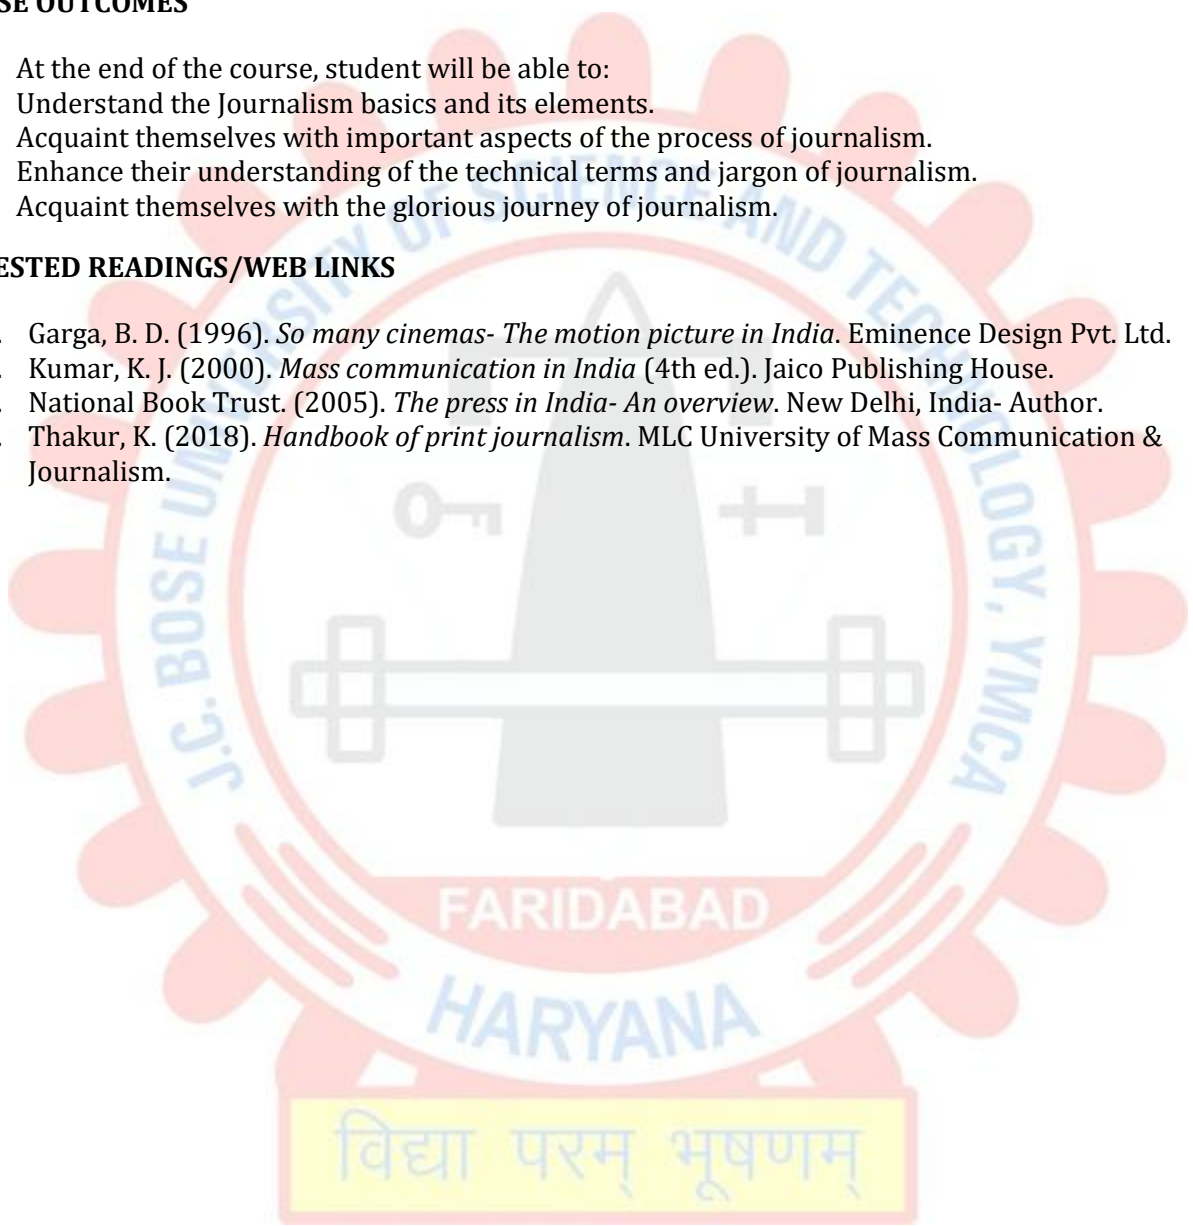 SE OUTCOMES
At the end of the course, student will be able to:
Understand the Journalism basics and its elements.
Acquaint themselves with important aspects of the process of journalism.
Enhance their understanding of the technical terms and jargon of journalism.
Acquaint themselves with the glorious journey of journalism.
ESTED READINGS/WEB LINKS
. Garga, B. D. (1996). So many cinemas- The motion picture in India. Eminence Design Pvt. Ltd.
. Kumar, K. J. (2000). Mass communication in India (4th ed.). Jaico Publishing House.
. National Book Trust. (2005). The press in India- An overview. New Delhi, India- Author.
. Thakur, K. (2018). Handbook of print journalism. MLC University of Mass Communication &
Journalism.
J.C. BOSE UNIVERSITY OF SCIENCE AND TECHNOLOGY, YMCA
FARIDABAD
HARYANA
विद्या परम् भूषणम्